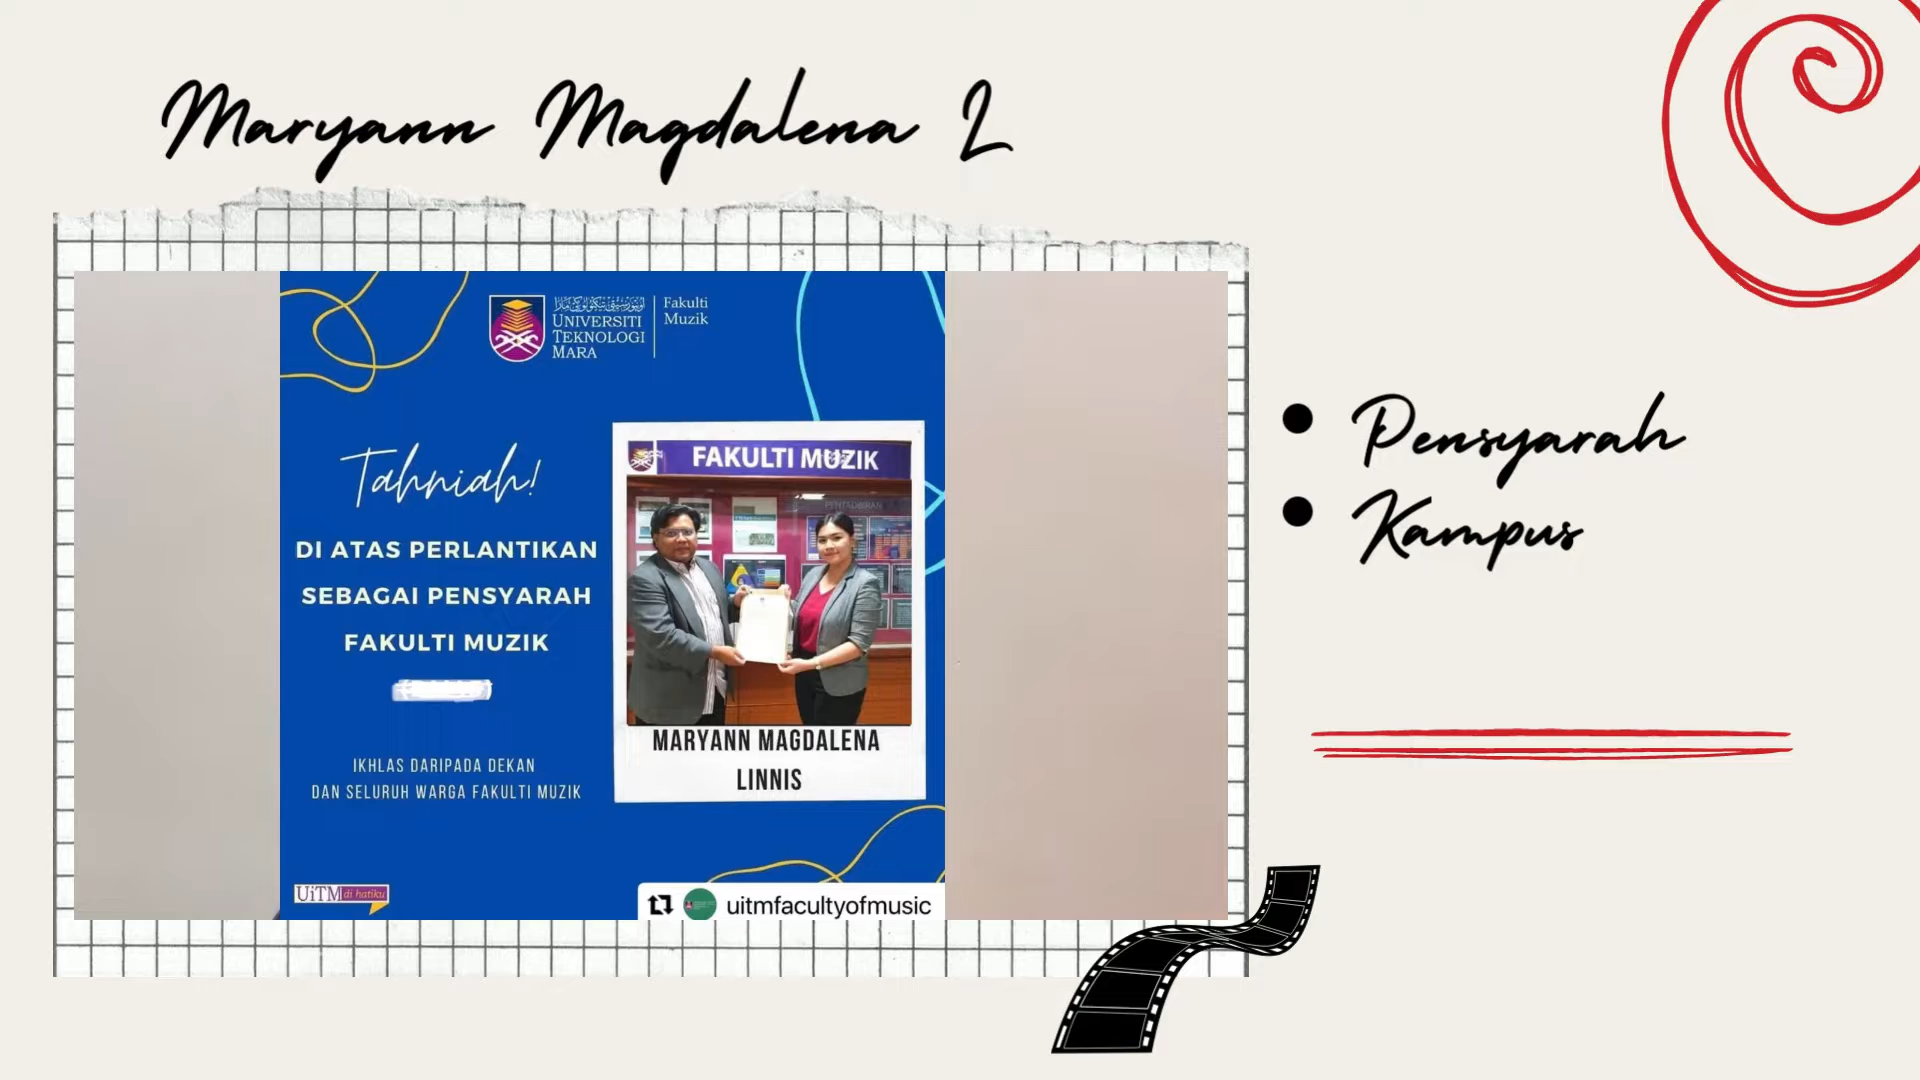 Maryann Magdalena L
UNIVERSITI
TEKNOLOGI
MARA
Fakulti
Muzik
Tahniah!
DI ATAS PERLANTIKAN
SEBAGAI PENSYARAH
FAKULTI MUZIK
IKHLAS DARIPADA DEKAN
DAN SELURUH WARGA FAKULTI MUZIK
FAKULTI MUZIK
PENTADBIRAN
MARYANN MAGDALENA
LINNIS
UiTM di hatiku
uitmfacultyofmusic
• Pensyarah
• Kampus